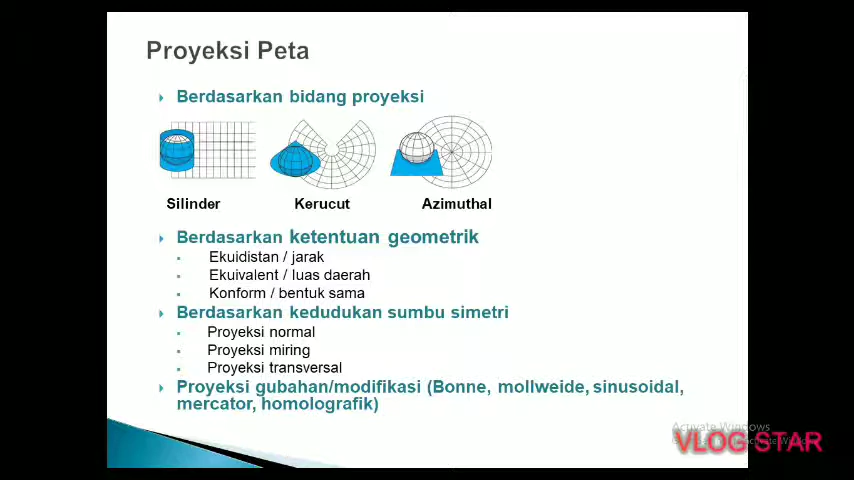 Proyeksi Peta
Berdasarkan bidang proyeksi
Silinder
Kerucut
Azimuthal
Berdasarkan ketentuan geometrik
Ekuidistan / jarak
Ekuivalent / luas daerah
Konform / bentuk sama
Berdasarkan kedudukan sumbu simetri
Proyeksi normal
Proyeksi miring
Proyeksi transversal
Proyeksi gubahan/modifikasi (Bonne, mollweide, sinusoidal,
mercator, homolografik)
Activate Windows
VLOG STAR